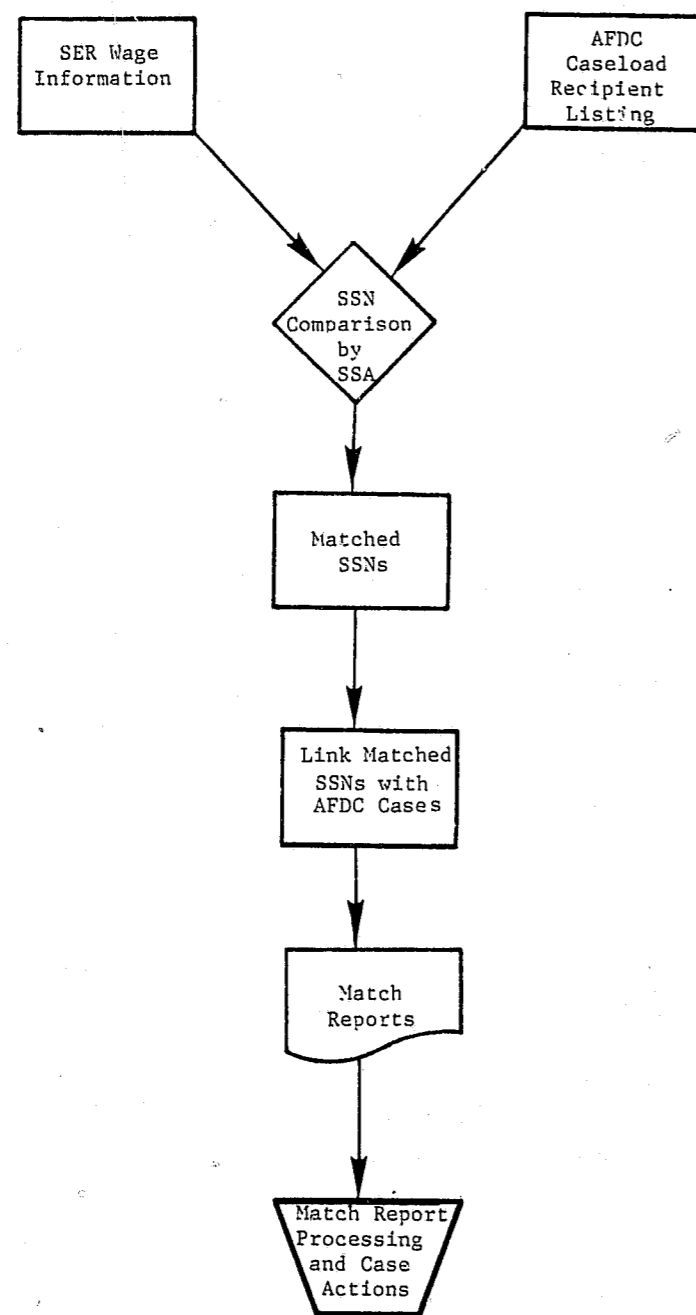 SER Wage
Information
AFDC
Caseload
Recipient
Listing
SSN
Comparison
by
SSA
Matched
SSNs
Link Matched
SSNs with
AFDC Cases
Match
Reports
Match Report
Processing
and Case
Actions